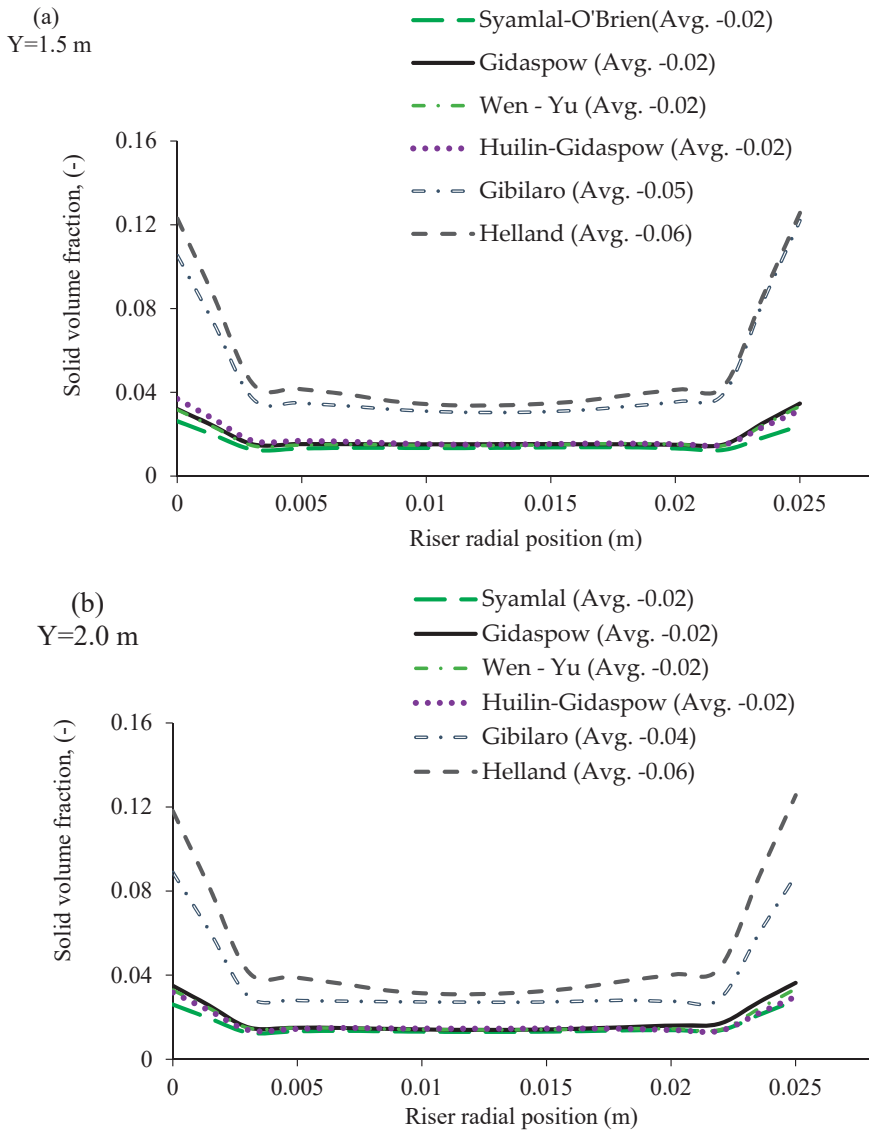 (a)
Y=1.5 m
Syamlal-O'Brien(Avg. -0.02)
Gidaspow (Avg. -0.02)
Wen - Yu (Avg. -0.02)
Huilin-Gidaspow (Avg. -0.02)
Gibilaro (Avg. -0.05)
Helland (Avg. -0.06)
Solid volume fraction, (-)
0.16
0.12
0.08
0.04
0
0 0.005 0.01 0.015 0.02 0.025
Riser radial position (m)
(b)
Y=2.0 m
Syamlal (Avg. -0.02)
Gidaspow (Avg. -0.02)
Wen - Yu (Avg. -0.02)
Huilin-Gidaspow (Avg. -0.02)
Gibilaro (Avg. -0.04)
Helland (Avg. -0.06)
Solid volume fraction, (-)
0.16
0.12
0.08
0.04
0
0 0.005 0.01 0.015 0.02 0.025
Riser radial position (m)